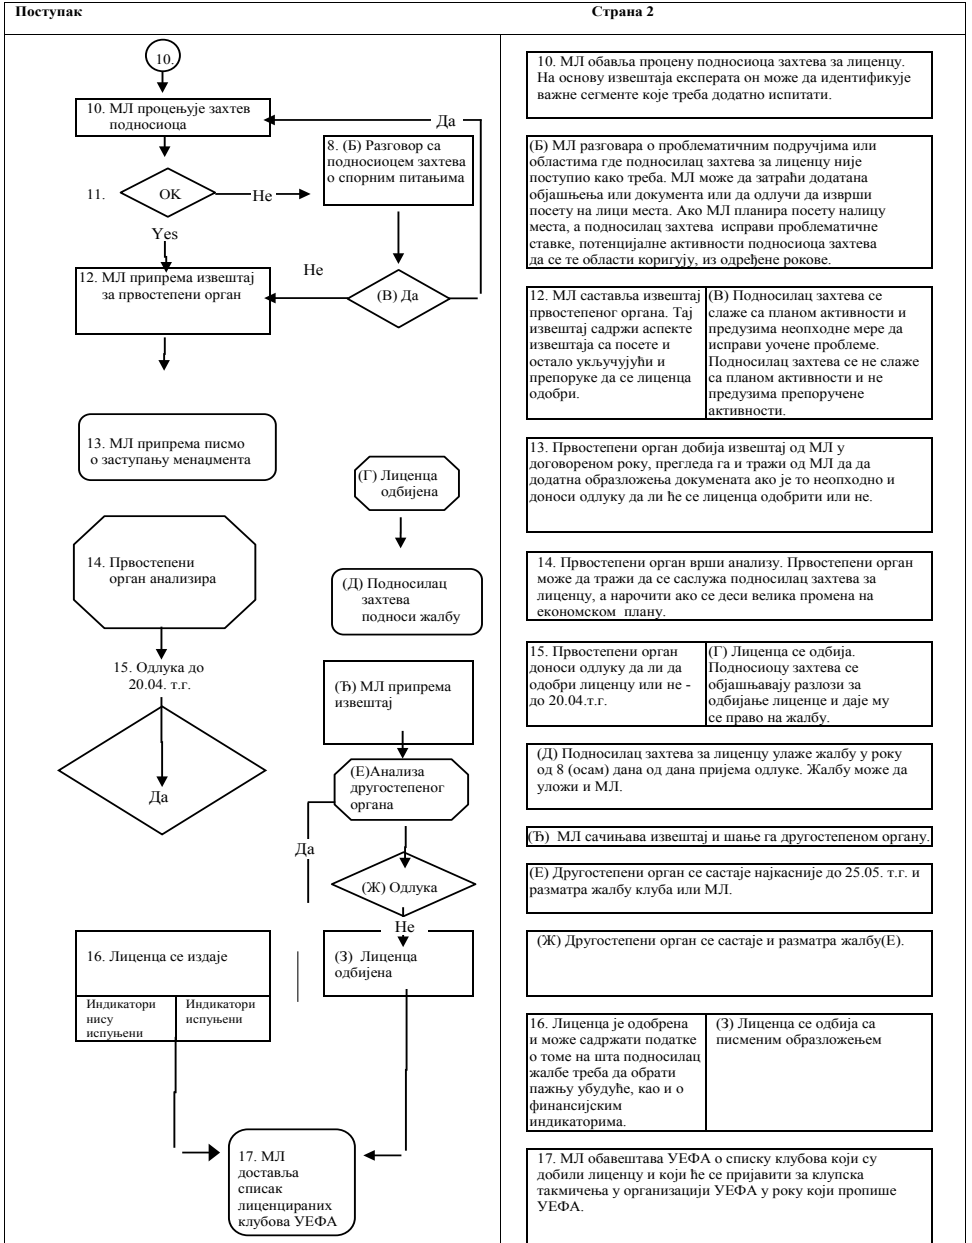 Поступак
Страна 2
10.
10. МЛ процењује захтев
подносиоца
Да
8. (Б) Разговор са
подносиоцем захтева
о спорним питањима
11.
ОК
Не
Yes
Не
12. МЛ припрема извештај
за првостепени орган
(В) Да
13. МЛ припрема писмо
о заступању менаџмента
(Г) Лиценца
одбијена
14. Првостепени
орган анализира
(Д) Подносилац
захтева
подноси жалбу
15. Одлука до
20.04. т.г.
(Ђ) МЛ припрема
извештај
Да
(Е)Анализа
другостепеног
органа
Да
(Ж) Одлука
Не
16. Лиценца се издаје
(З) Лиценца
одбијена
Индикатори
нису
испуњени
Индикатори
испуњени
17. МЛ
доставља
списак
лиценцираних
клубова УЕФА
10. МЛ обавља процену подносиоца захтева за лиценцу.
На основу извештаја експерата он може да идентификује
важне сегменте које треба додатно испитати.
(Б) МЛ разговара о проблематичним подручјима или
областима где подносилац захтева за лиценцу није
поступио како треба. МЛ може да затраћи додатана
објашњења или документа или да одлучи да изврши
посету на лици места. Ако МЛ планира посету налицу
места, а подносилац захтева исправи проблематичне
ставке, потенцијалне активности подносиоца захтева
да се те области коригују, из одређене рокове.
12. МЛ саставља извештај
првостепеног органа. Тај
извештај садржи аспекте
извештаја са посете и
остало укључујући и
препоруке да се лиценца
одобри.
(В) Подносилац захтева се
слаже са планом активности и
предузима неопходне мере да
исправи уочене проблеме.
Подносилац захтева се не слаже
са планом активности и не
предузима препоручене
активности.
13. Првостепени орган добија извештај од МЛ у
договореном року, прегледа га и тражи од МЛ да да
додатна образложења докумената ако је то неопходно и
доноси одлуку да ли ће се лиценца одобрити или не.
14. Првостепени орган врши анализу. Првостепени орган
може да тражи да се саслужа подносилац захтева за
лиценцу, а нарочити ако се деси велика промена на
економском плану.
15. Првостепени орган
доноси одлуку да ли да
одобри лиценцу или не -
до 20.04.т.г.
(Г) Лиценца се одбија.
Подносиоцу захтева се
објашњавају разлози за
одбијање лиценце и даје му
се право на жалбу.
(Д) Подносилац захтева за лиценцу улаже жалбу у року
од 8 (осам) дана од дана пријема одлуке. Жалбу може да
уложи и МЛ.
(Ђ) МЛ сачињава извештај и шање га другостепеном органу.
(Е) Другостепени орган се састаје најкасније до 25.05. т.г. и
разматра жалбу клуба или МЛ.
(Ж) Другостепени орган се састаје и разматра жалбу(Е).
16. Лиценца је одобрена
и може садржати податке
о томе на шта подносилац
жалбе треба да обрати
пажњу убудуће, као и о
финансијским
индикаторима.
(З) Лиценца се одбија са
писменим образложењем
17. МЛ обавештава УЕФА о списку клубова који су
добили лиценцу и који ће се пријавити за клупска
такмичења у организацији УЕФА у року који пропише
УЕФА.